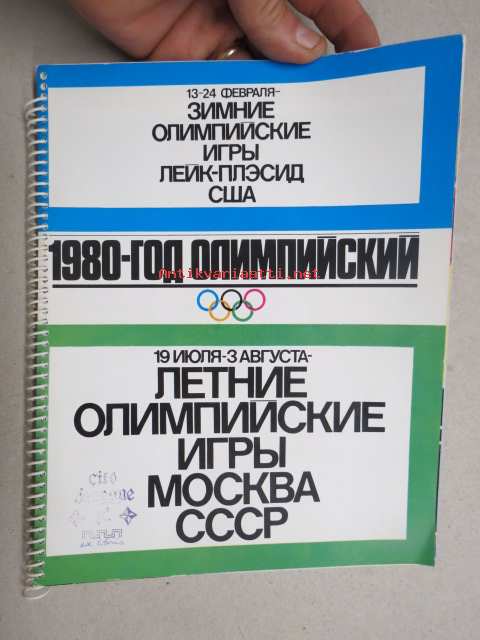 13-24 ФЕВРАЛЯ-
ЗИМНИЕ
ОЛИМПИЙСКИЕ
ИГРЫ
ЛЕЙК-ПЛЭСИД
США
1980-ГОД ОЛИМПИЙСКИЙ
Antikvariaatti.net
19 ИЮЛЯ-3 АВГУСТА-
ЛЕТНИЕ
ОЛИМПИЙСКИЕ
ИГРЫ
МОСКВА
СССР